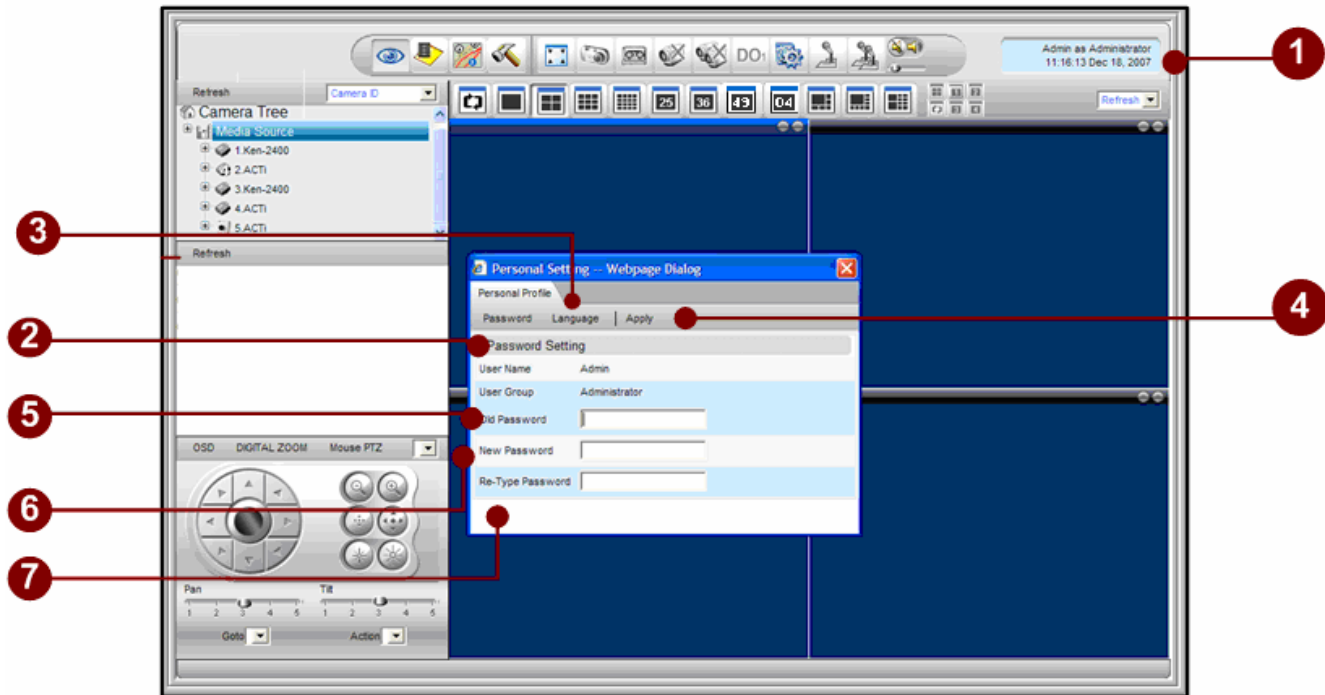 DO1
Admin as Administrator
11:16:13 Dec 18, 2007
1
Refresh
Camera ID
25
36
49
04
Refresh
Camera Tree
Media Source
1.Ken-2400
2.ACTi
3.Ken-2400
4.ACTi
5.ACTi
3
Refresh
Personal Setting -- Webpage Dialog
Personal Profile
Password Language | Apply
4
2
Password Setting
User Name Admin
User Group Administrator
5
Old Password
New Password
Re-Type Password
OSD DIGITAL ZOOM Mouse PTZ
6
7
Pan Tilt
1 2 3 4 5 1 2 3 4 5
Goto Action